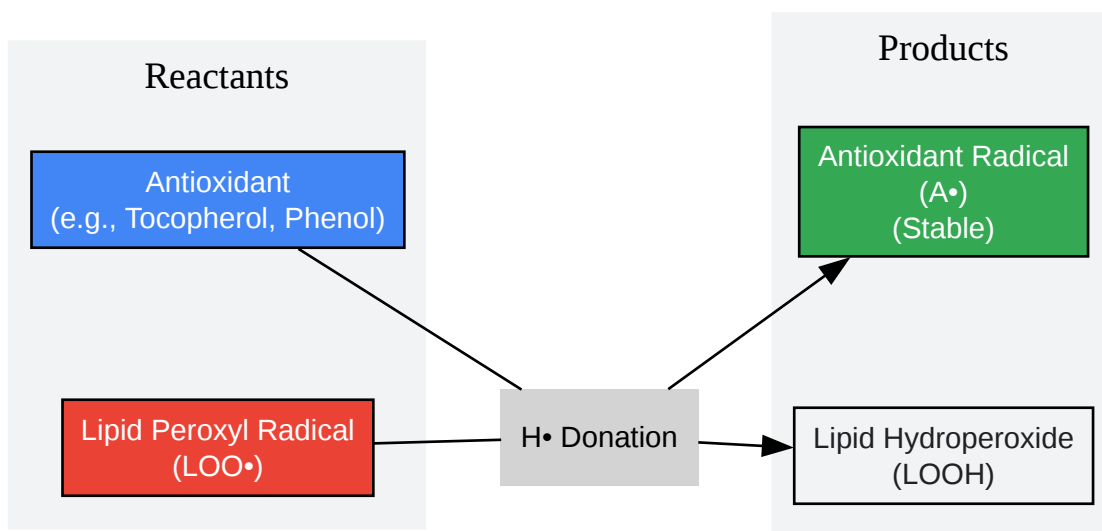 Reactants
Antioxidant
(e.g., Tocopherol, Phenol)
Lipid Peroxyl Radical
(LOO•)
H• Donation
Products
Antioxidant Radical
(A•)
(Stable)
Lipid Hydroperoxide
(LOOH)